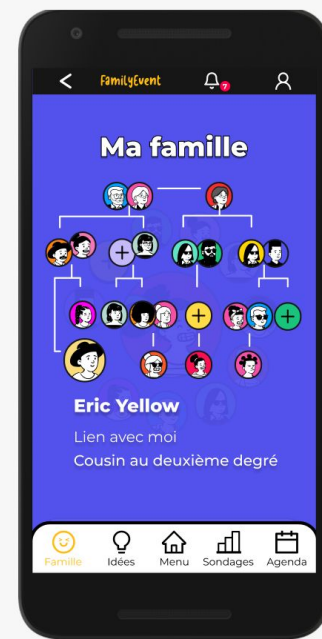 FamilyEvent
7
Ma famille
Eric Yellow
Lien avec moi
Cousin au deuxième degré
Famille
Idées
Menu
Sondages
Agenda